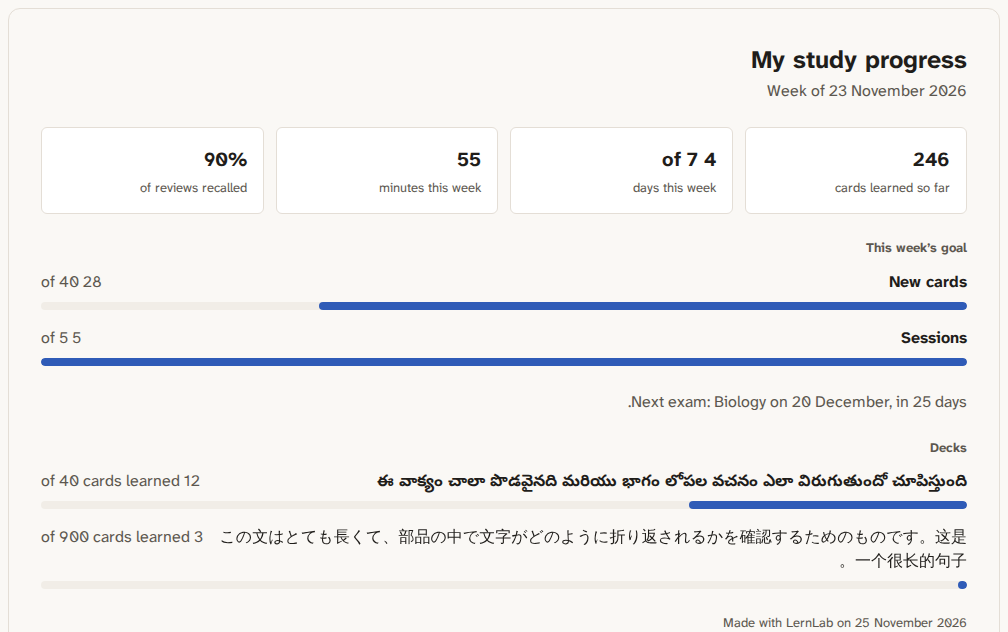 My study progress
Week of 23 November 2026
246
cards learned so far
of 7 4
days this week
55
minutes this week
90%
of reviews recalled
This week's goal
New cards
of 40 28
Sessions
of 5 5
.Next exam: Biology on 20 December, in 25 days
Decks
ఈ వాక్యం చాలా పొడవైనది మరియు భాగం లోపల వచనం ఎలా విరుగుతుందో చూపిస్తుంది
of 40 cards learned 12
この文はとても長くて、部品の中で文字がどのように折り返されるかを確認するためのものです。这是
。一个很长的句子
of 900 cards learned 3
Made with LernLab on 25 November 2026